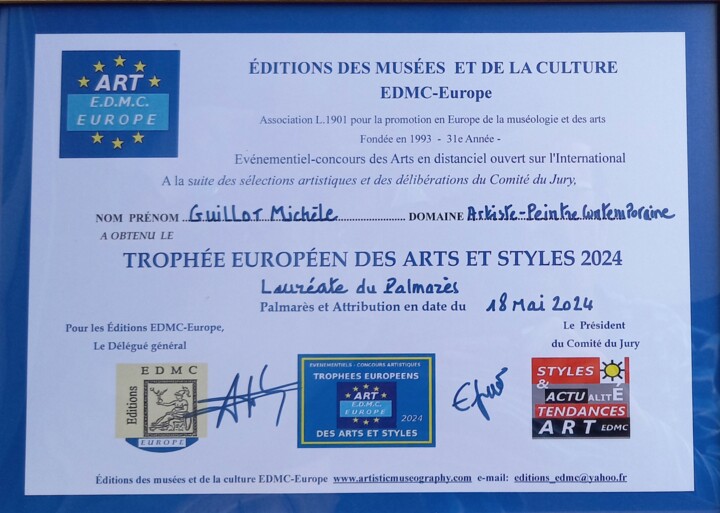 ÉDITIONS DES MUSÉES ET DE LA CULTURE
EDMC-Europe
ART
E.D.M.C.
EUROPE
Association L.1901 pour la promotion en Europe de la muséologie et des arts
Fondée en 1993 - 31e Année -
Evénementiel-concours des Arts en distanciel ouvert sur l'International
A la suite des sélections artistiques et des délibérations du Comité du Jury,
NOM PRÉNOM Guillot Michèle DOMAINE Artiste-Peintre Contemporaine
A OBTENU LE
TROPHÉE EUROPÉEN DES ARTS ET STYLES 2024
Lauréate du Palmarès
Palmarès et Attribution en date du 18 Mai 2024
Pour les Éditions EDMC-Europe,
Le Délégué général
Le Président
du Comité du Jury
EDMC
Editions
EUROPE
EVENEMENTIELS - CONCOURS ARTISTIQUES
TROPHEES EUROPEENS
ART
E.D.M.C.
EUROPE
2024
DES ARTS ET STYLES
STYLES
&
ACTUALITÉ
TENDANCES
ART EDMC
Éditions des musées et de la culture EDMC-Europe www.artisticmuseography.com e-mail: editions_edmc@yahoo.fr